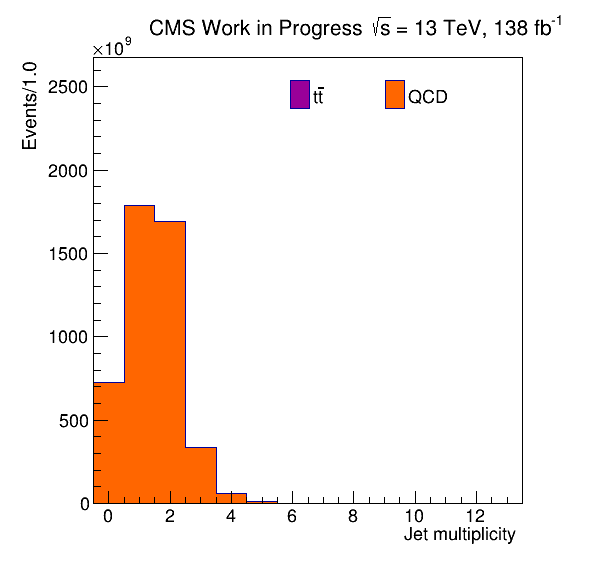 CMS Work in Progress √s = 13 TeV, 138 fb⁻¹
×10⁹
Events/1.0
2500
2000
1500
1000
500
0
tt̄
QCD
0 2 4 6 8 10 12
Jet multiplicity